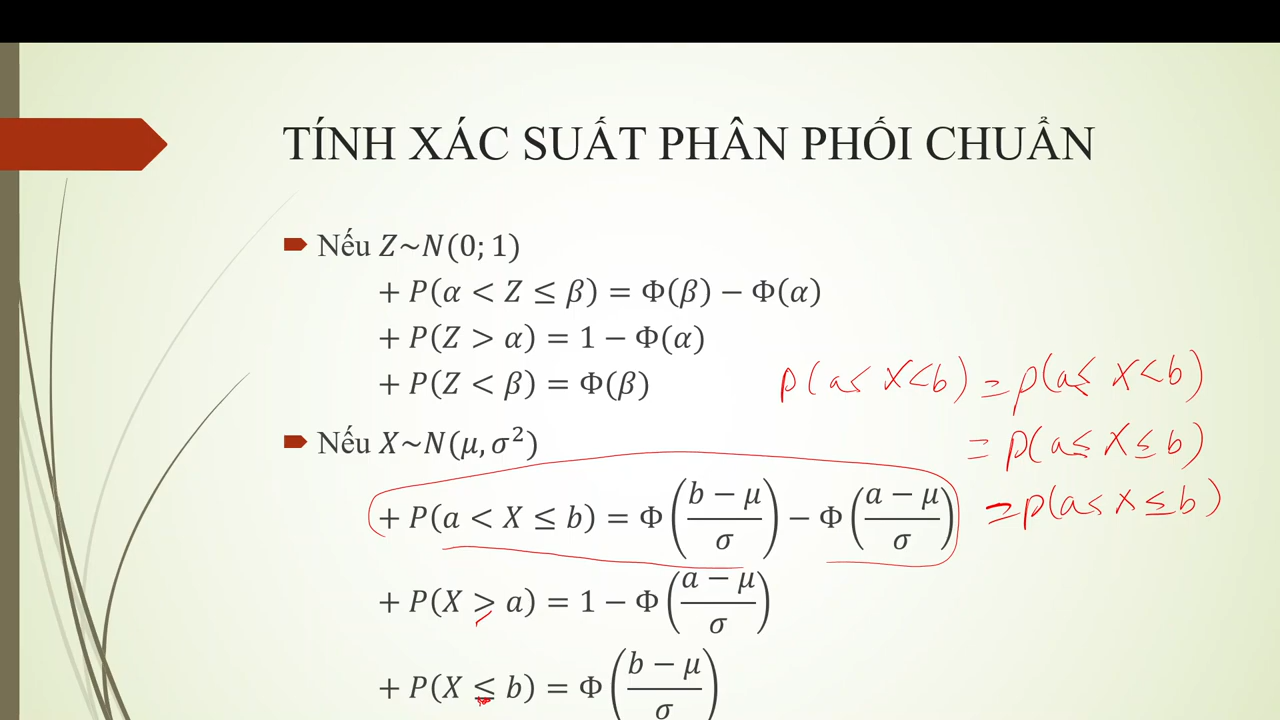 TÍNH XÁC SUẤT PHÂN PHỐI CHUẨN
Nếu Z~N(0; 1)
+ P(α < Z ≤ β) = Φ(β) − Φ(α)
+ P(Z > α) = 1 − Φ(α)
+ P(Z < β) = Φ(β)
P(a< X<b) = P(a≤ X<b)
Nếu X~N(μ, σ²)
= P(a≤ X≤ b)
+ P(a < X ≤ b) = Φ((b − μ)/σ) − Φ((a − μ)/σ)
= P(a< X ≤b)
+ P(X > a) = 1 − Φ((a − μ)/σ)
+ P(X ≤ b) = Φ((b − μ)/σ)